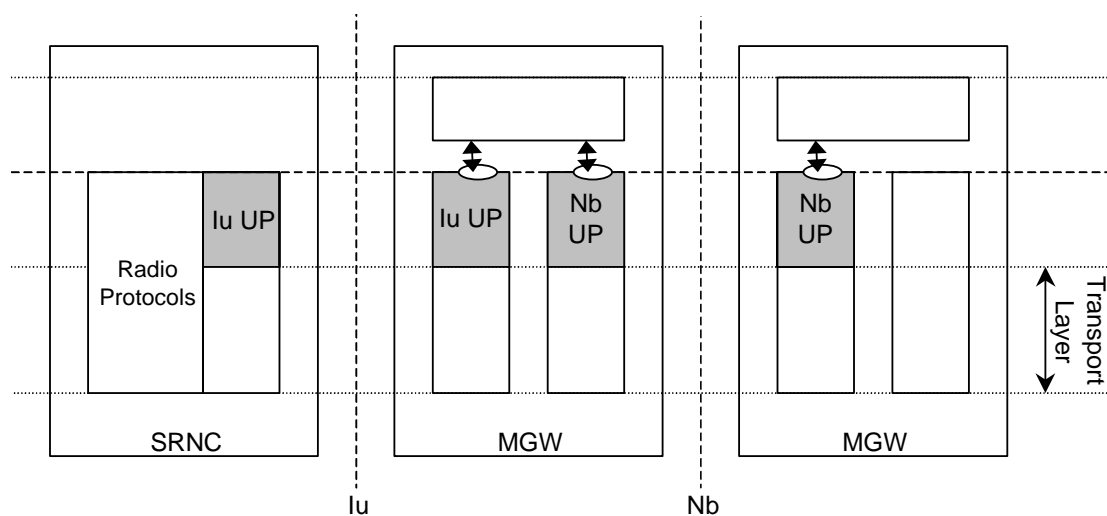 Iu UP
Radio
Protocols
SRNC
Iu UP
Nb
UP
MGW
Nb
UP
MGW
Transport
Layer
Iu
Nb